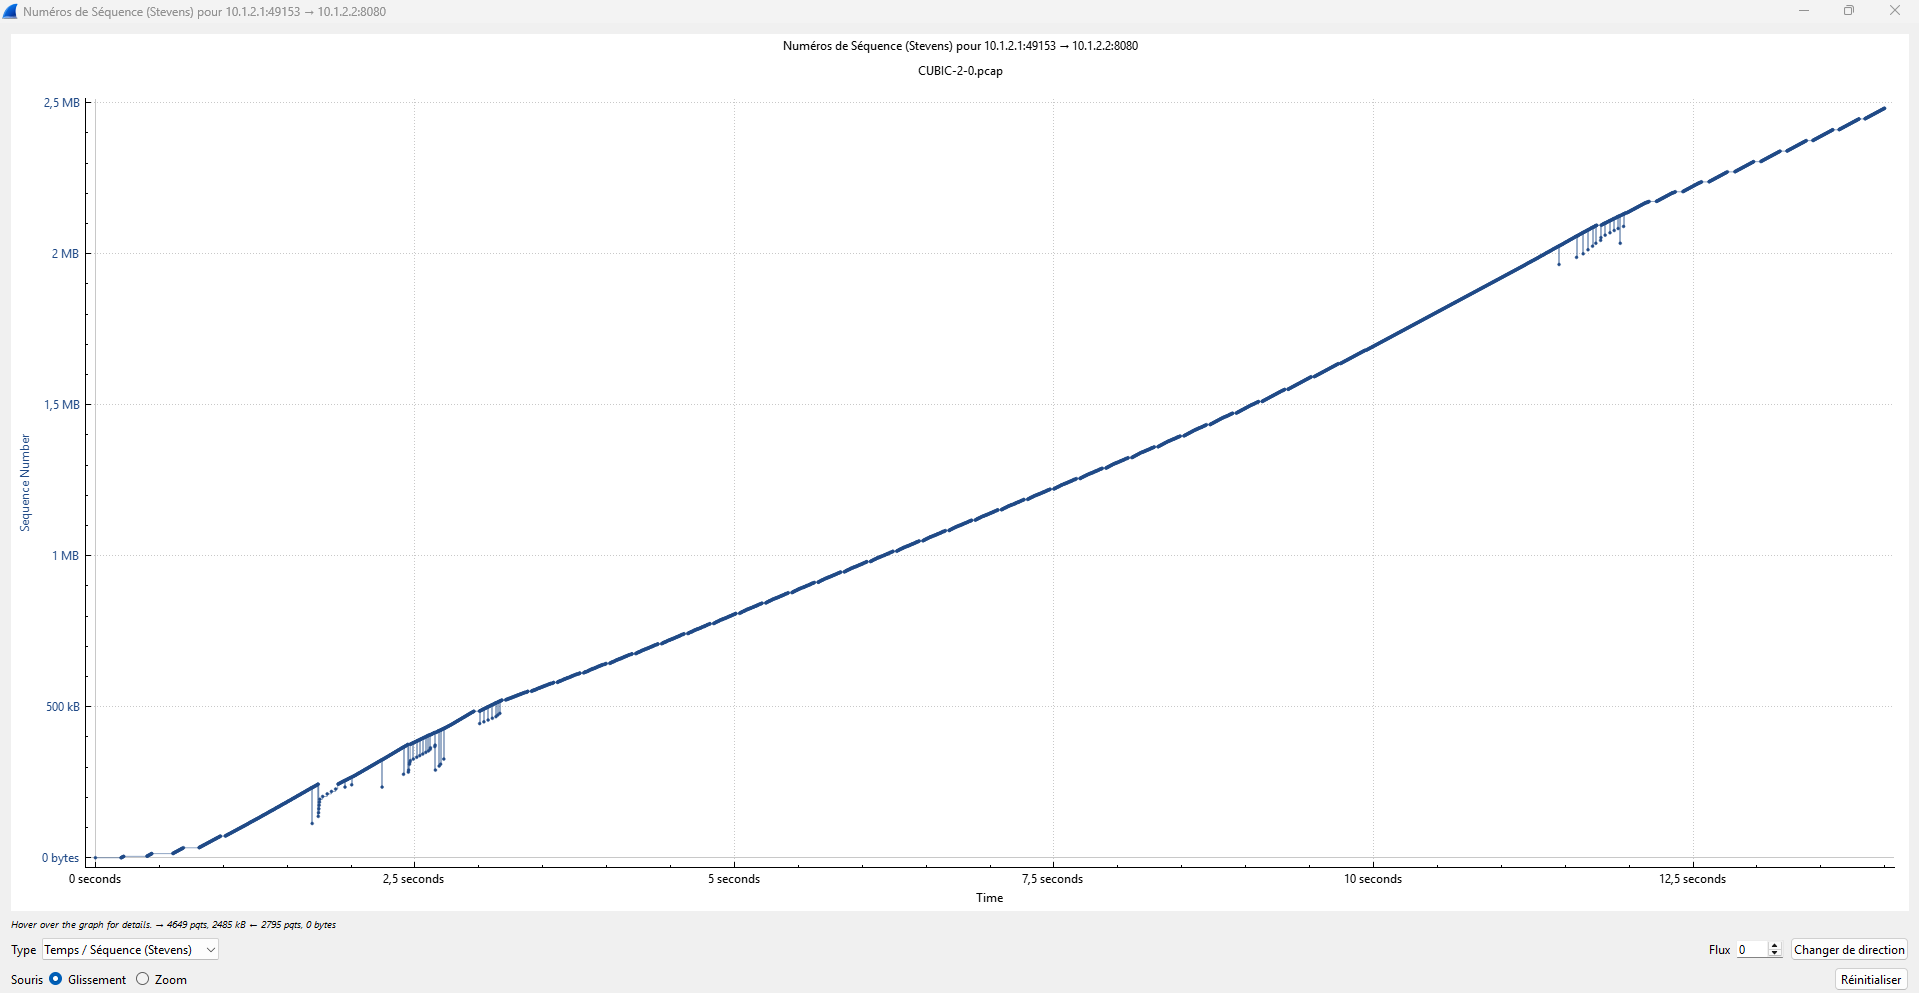 Numéros de Séquence (Stevens) pour 10.1.2.1:49153 → 10.1.2.2:8080
Numéros de Séquence (Stevens) pour 10.1.2.1:49153 → 10.1.2.2:8080
CUBIC-2-0.pcap
2,5 MB
2 MB
1,5 MB
1 MB
500 kB
0 bytes
Sequence Number
0 seconds
2,5 seconds
5 seconds
7,5 seconds
10 seconds
12,5 seconds
Time
Hover over the graph for details. → 4649 pqts, 2485 kB ← 2795 pqts, 0 bytes
Type Temps / Séquence (Stevens)
Flux 0 Changer de direction
Souris Glissement Zoom
Réinitialiser